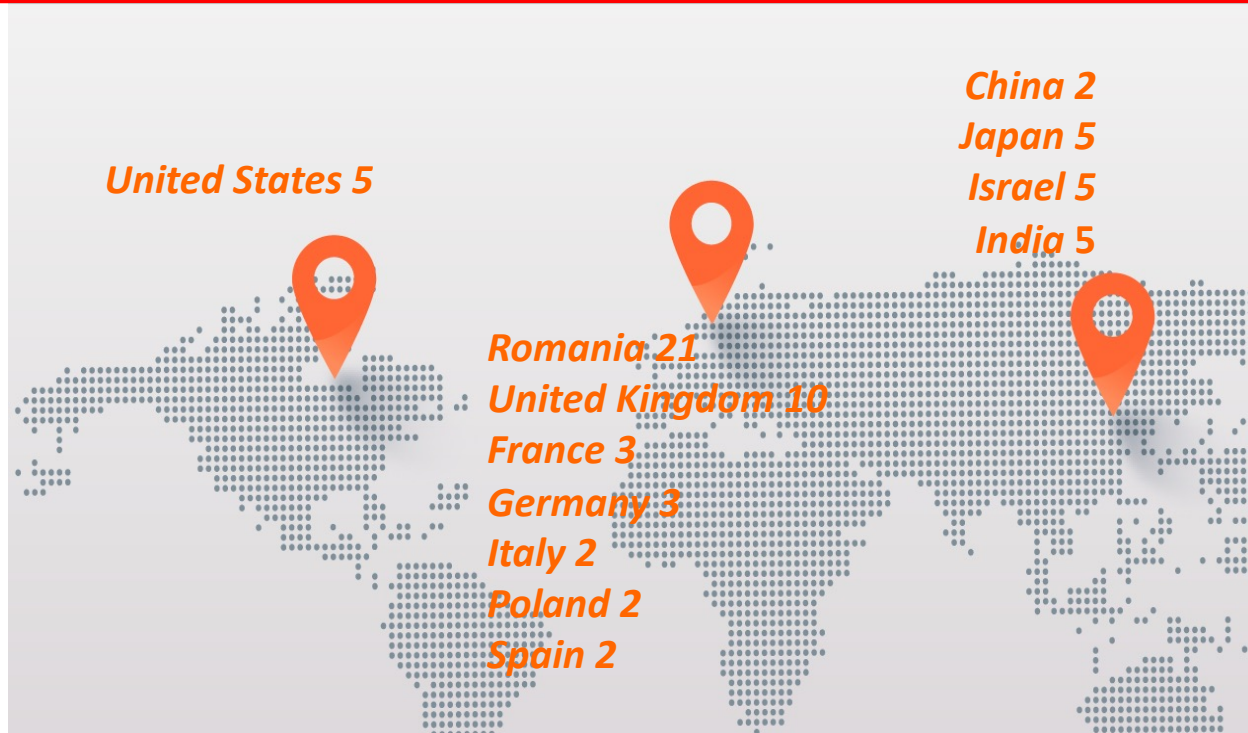 United States 5
Romania 21
United Kingdom 10
France 3
Germany 3
Italy 2
Poland 2
Spain 2
China 2
Japan 5
Israel 5
India 5